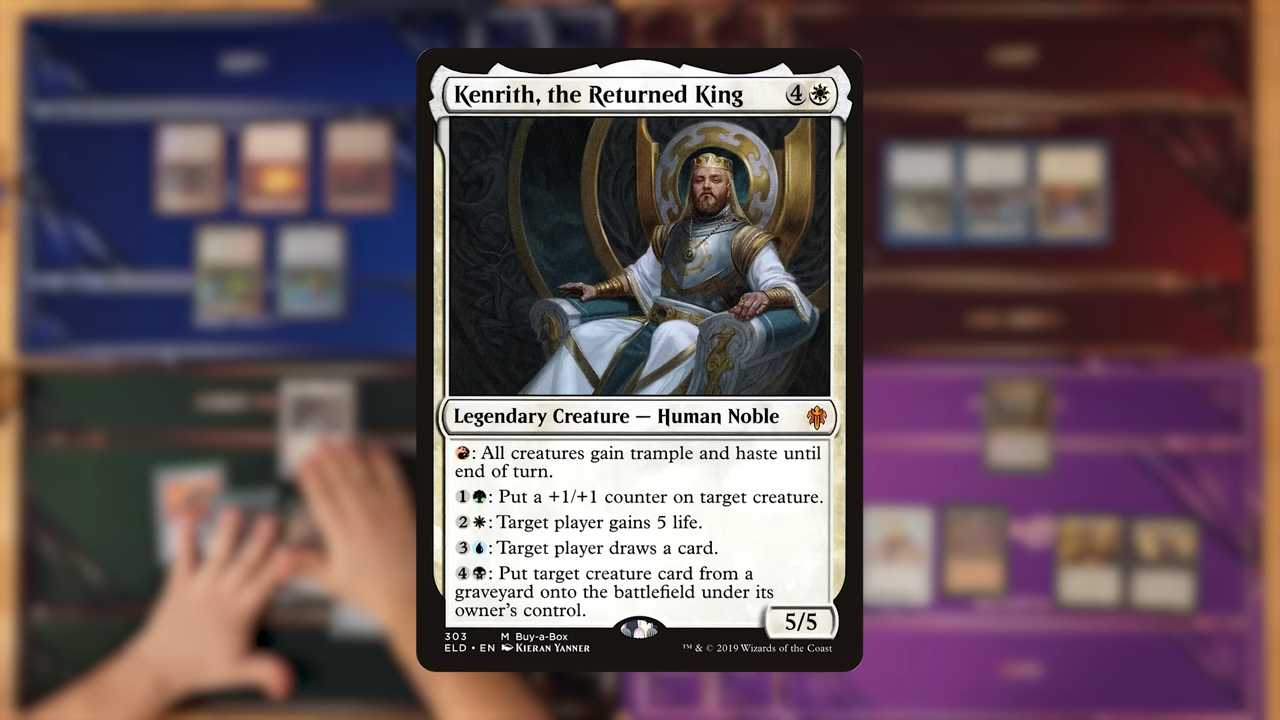 Kenrith, the Returned King 4
Legendary Creature — Human Noble
: All creatures gain trample and haste until
end of turn.
1 : Put a +1/+1 counter on target creature.
2 : Target player gains 5 life.
3 : Target player draws a card.
4 : Put target creature card from a
graveyard onto the battlefield under its
owner's control.
5/5
303 M Buy-a-Box
ELD • EN KIERAN YANNER ™ & © 2019 Wizards of the Coast